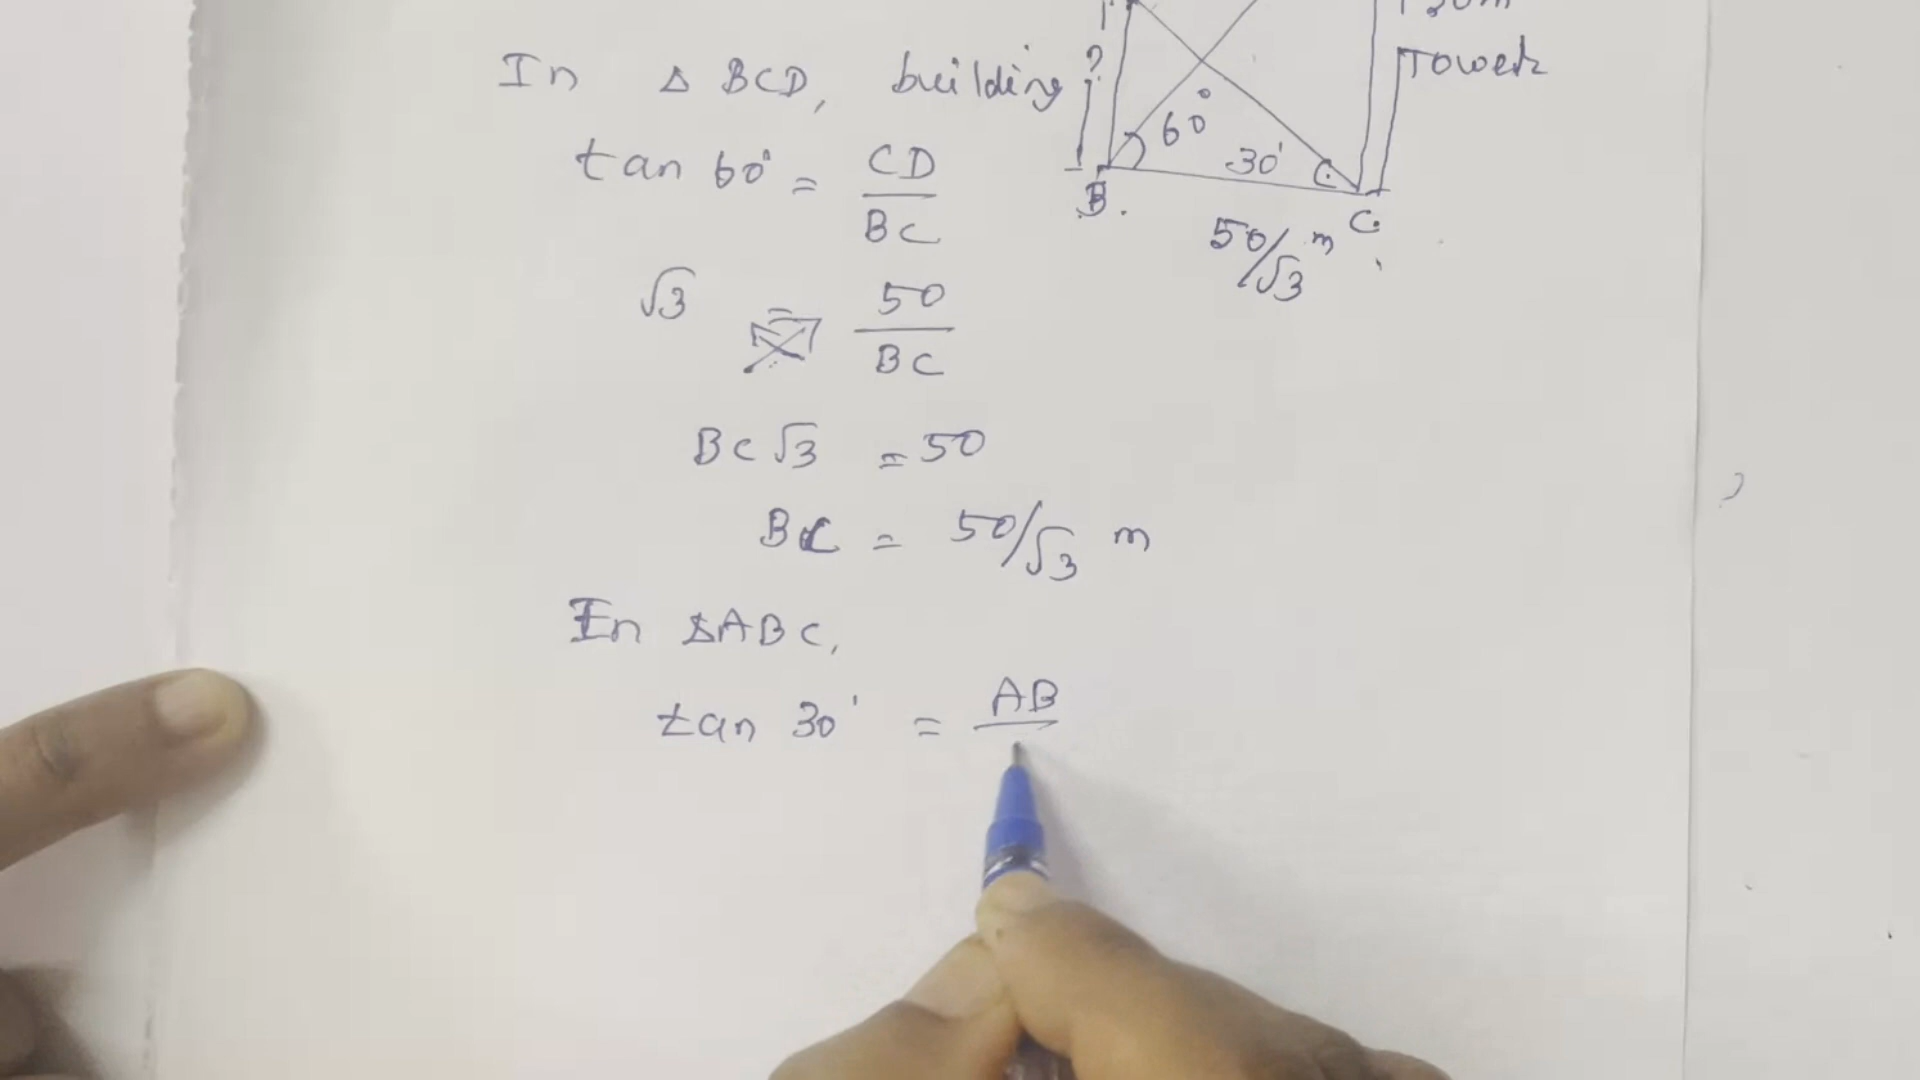 In Δ BCD, building
?
Tower
tan 60° = CD/BC
60°
30°
B.
C.
50/√3 m
√3 = 50/BC
BC√3 = 50
BC = 50/√3 m
In ΔABC,
tan 30° = AB